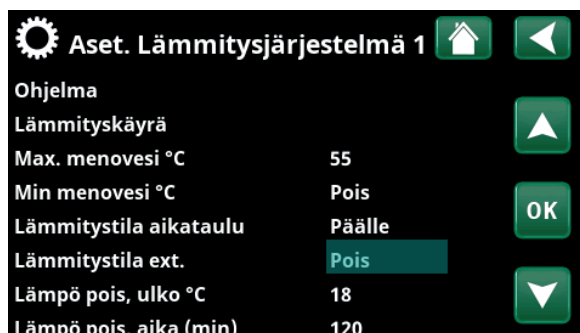 Aset. Lämmitysjärjestelmä 1
Ohjelma
Lämmityskäyrä
Max. menovesi °C 55
Min menovesi °C Pois
Lämmitystila aikataulu Päälle
OK
Lämmitystila ext. Pois
Lämpö pois, ulko °C 18
Lämpö pois, aika (min) 120